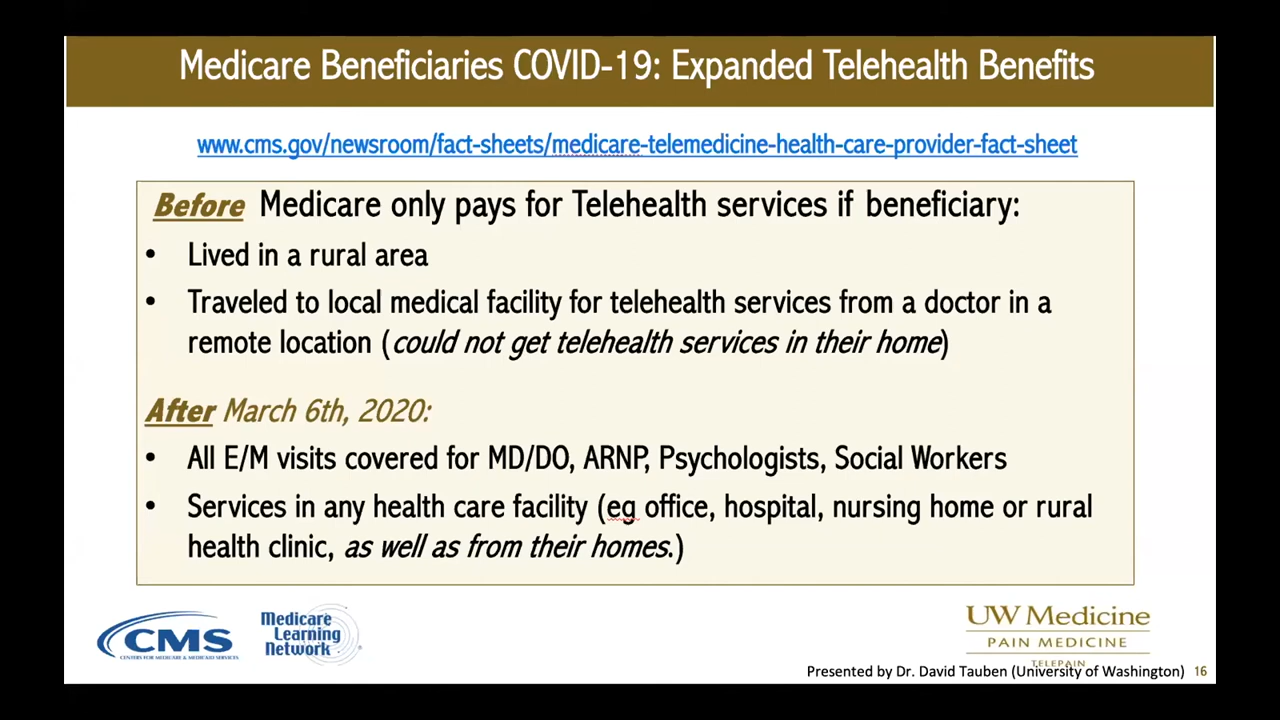 Medicare Beneficiaries COVID-19: Expanded Telehealth Benefits
www.cms.gov/newsroom/fact-sheets/medicare-telemedicine-health-care-provider-fact-sheet
Before Medicare only pays for Telehealth services if beneficiary:
• Lived in a rural area
• Traveled to local medical facility for telehealth services from a doctor in a
remote location (could not get telehealth services in their home)
After March 6th, 2020:
• All E/M visits covered for MD/DO, ARNP, Psychologists, Social Workers
• Services in any health care facility (eg office, hospital, nursing home or rural
health clinic, as well as from their homes.)
CMS
CENTERS FOR MEDICARE & MEDICAID SERVICES
Medicare
Learning
Network
UW Medicine
PAIN MEDICINE
TELEPAIN
Presented by Dr. David Tauben (University of Washington) 16